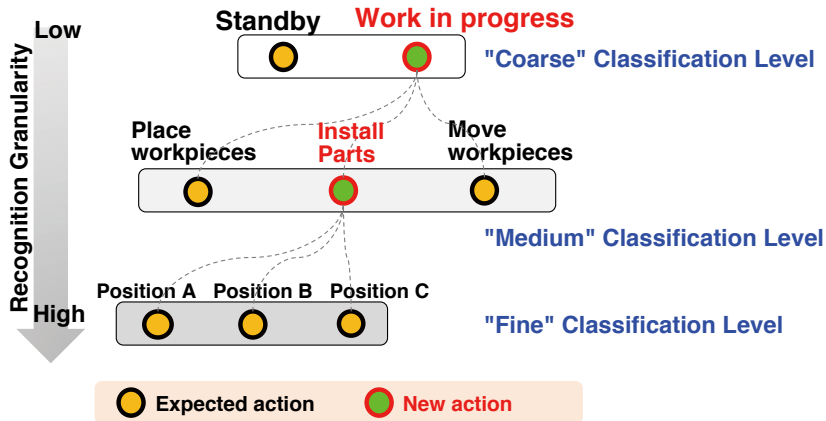 Standby
Work in progress
Low
"Coarse" Classification Level
Recognition Granularity
Place
workpieces
Install
Parts
Move
workpieces
"Medium" Classification Level
Position A
Position B
Position C
High
"Fine" Classification Level
Expected action
New action